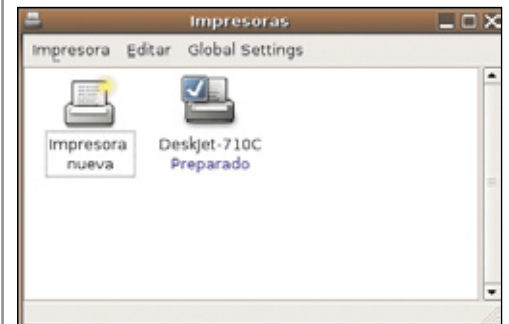 Impresoras
Impresora Editar Global Settings
Impresora
nueva
DeskJet-710C
Preparado